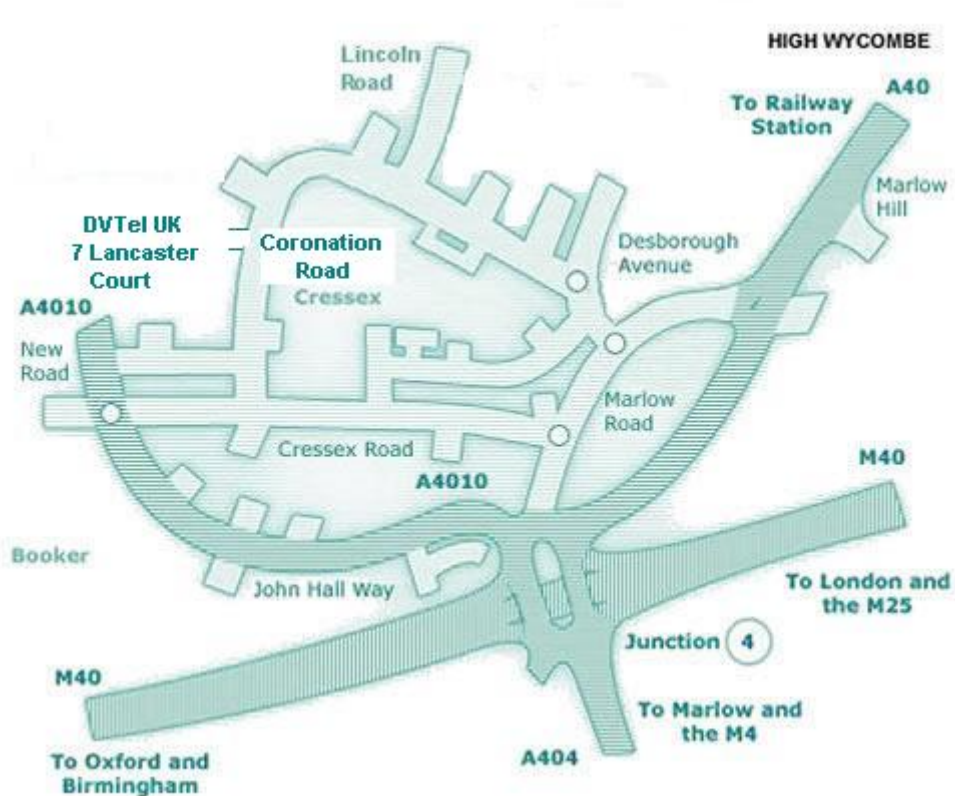 HIGH WYCOMBE
Lincoln
Road
A40
To Railway
Station
Marlow
Hill
DVTel UK
7 Lancaster
Court
Coronation
Road
Cressex
Desborough
Avenue
A4010
New
Road
Marlow
Road
Cressex Road
A4010
M40
Booker
John Hall Way
To London and
the M25
Junction 4
M40
To Marlow and
the M4
A404
To Oxford and
Birmingham